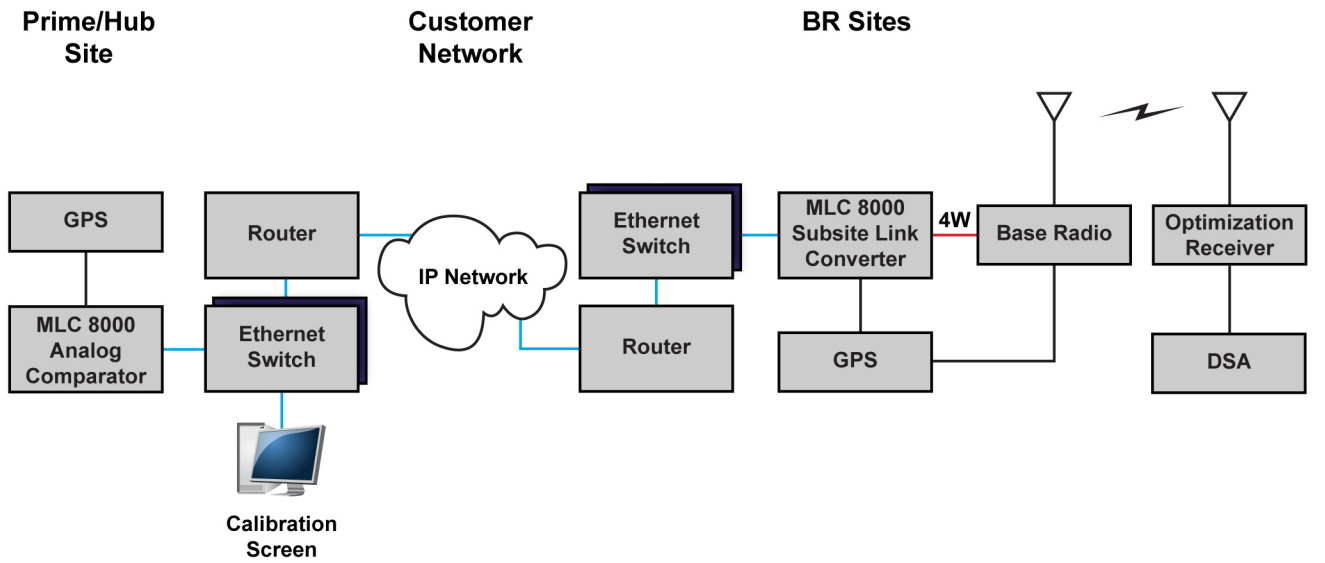 Prime/Hub
Site
Customer
Network
BR Sites
GPS
MLC 8000
Analog
Comparator
Router
Ethernet
Switch
Calibration
Screen
IP Network
Ethernet
Switch
Router
MLC 8000
Subsite Link
Converter
4W
Base Radio
GPS
Optimization
Receiver
DSA